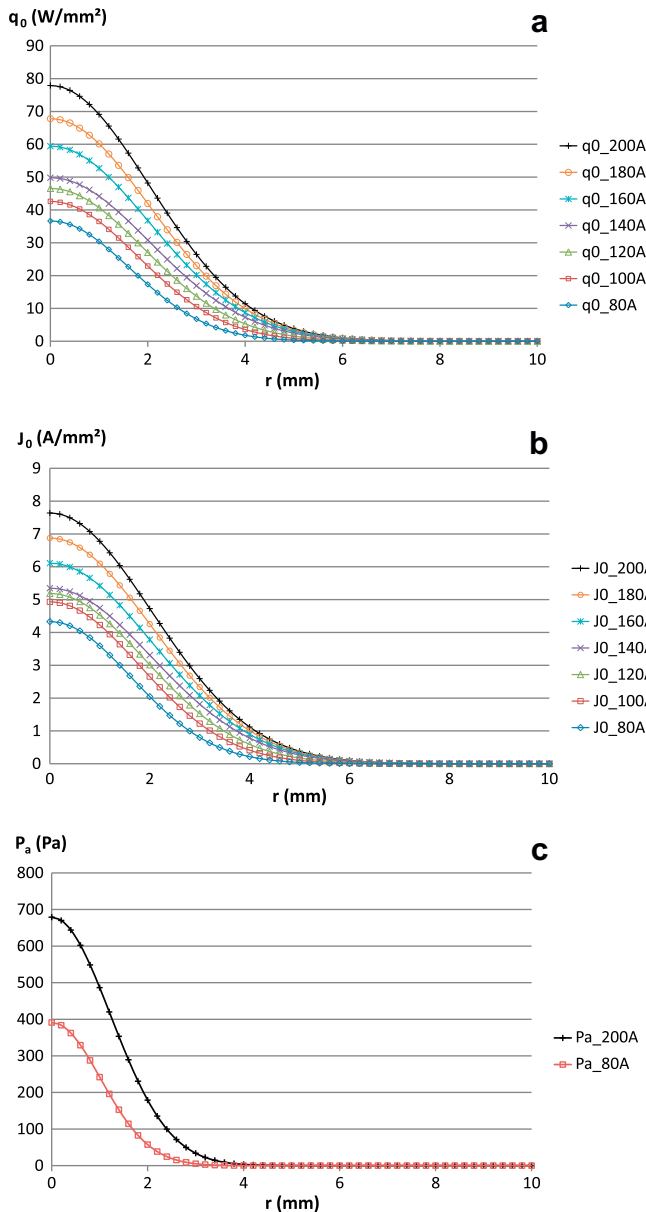 q₀ (W/mm²)
a
90
80
70
60
50
40
30
20
10
0
0 2 4 6 8 10
r (mm)
q0_200A
q0_180A
q0_160A
q0_140A
q0_120A
q0_100A
q0_80A
J₀ (A/mm²)
b
9
8
7
6
5
4
3
2
1
0
0 2 4 6 8 10
r (mm)
J0_200A
J0_180A
J0_160A
J0_140A
J0_120A
J0_100A
J0_80A
Pₐ (Pa)
c
800
700
600
500
400
300
200
100
0
0 2 4 6 8 10
r (mm)
Pa_200A
Pa_80A